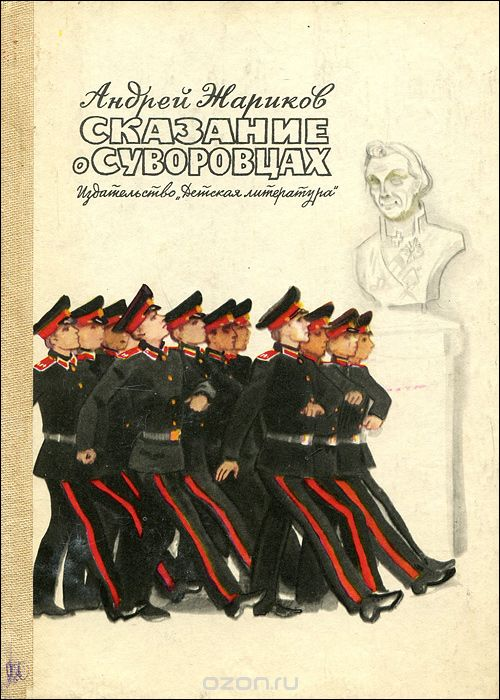 Андрей Жариков
СКАЗАНИЕ
о СУВОРОВЦАХ
Издательство „Детская литература"
ozon.ru